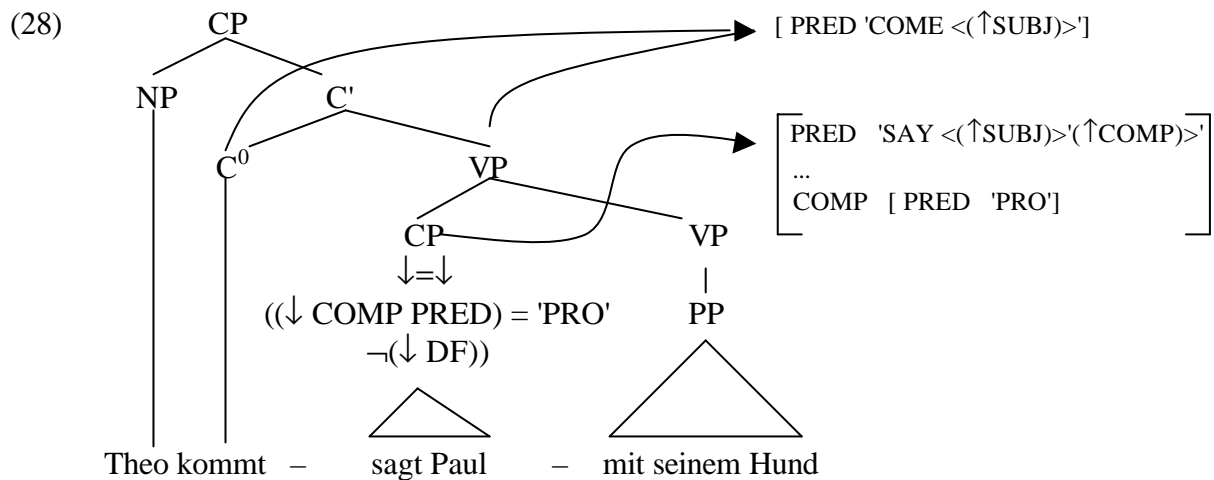 (28) CP [ PRED 'COME <(↑SUBJ)>']
NP C'
PRED 'SAY <(↑SUBJ)>'(↑COMP)>'
C⁰ VP ...
COMP [ PRED 'PRO']
CP VP
↓=↓
((↓ COMP PRED) = 'PRO' PP
¬(↓ DF))
Theo kommt – sagt Paul – mit seinem Hund